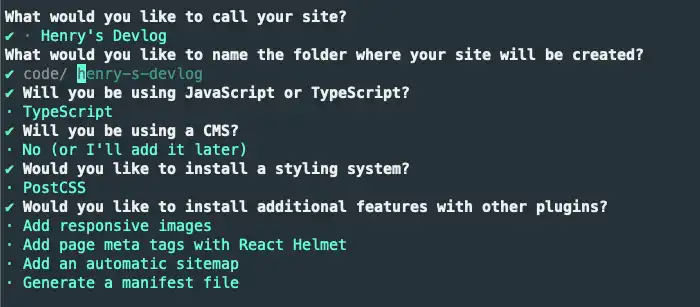 What would you like to call your site?
✔ · Henry's Devlog
What would you like to name the folder where your site will be created?
✔ code/ henry-s-devlog
✔ Will you be using JavaScript or TypeScript?
· TypeScript
✔ Will you be using a CMS?
· No (or I'll add it later)
✔ Would you like to install a styling system?
· PostCSS
✔ Would you like to install additional features with other plugins?
· Add responsive images
· Add page meta tags with React Helmet
· Add an automatic sitemap
· Generate a manifest file